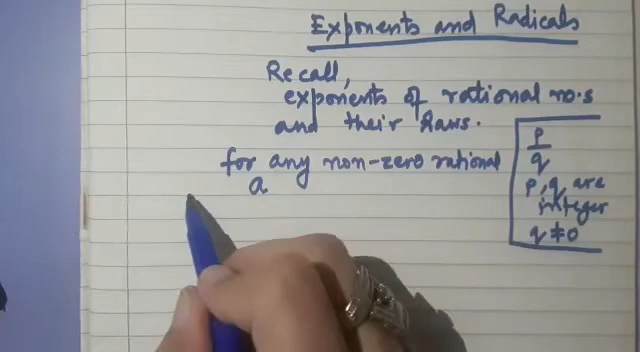 Exponents and Radicals
Recall,
exponents of rational no.s
and their laws.
for any non-zero rational
a
p
q
p, q are
integer
q ≠ 0